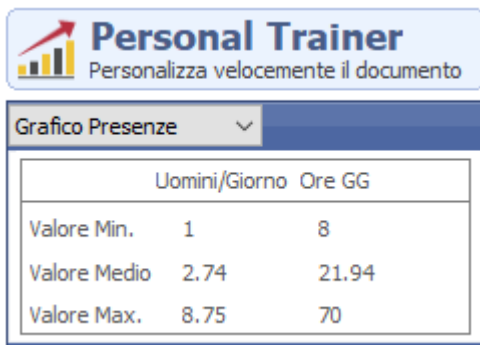 Personal Trainer
Personalizza velocemente il documento
Grafico Presenze
Uomini/Giorno Ore GG
Valore Min. 1 8
Valore Medio 2.74 21.94
Valore Max. 8.75 70